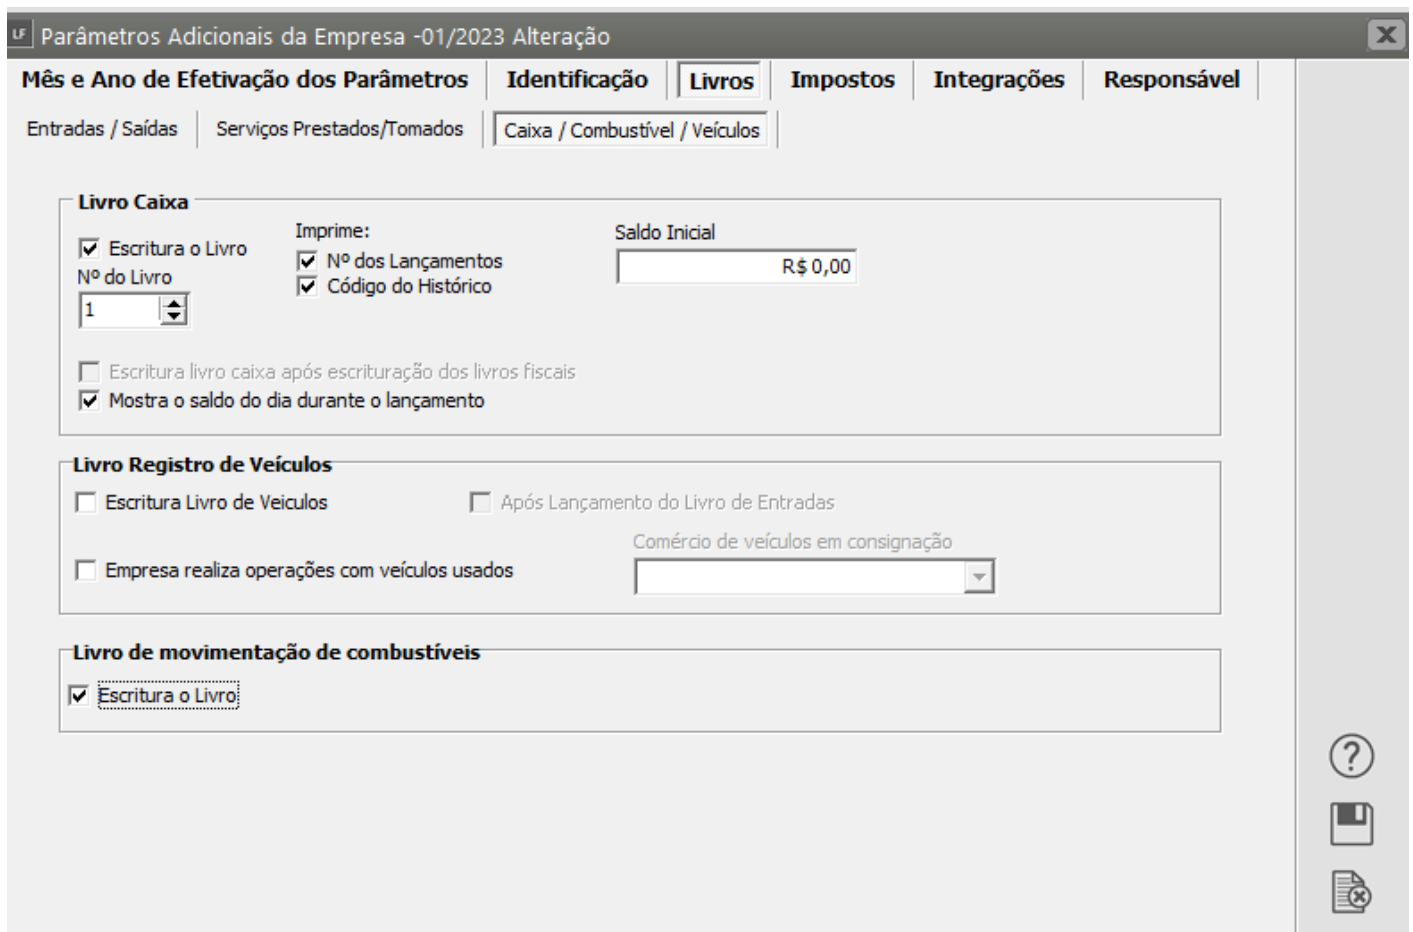 LF Parâmetros Adicionais da Empresa -01/2023 Alteração
Mês e Ano de Efetivação dos Parâmetros Identificação Livros Impostos Integrações Responsável
Entradas / Saídas Serviços Prestados/Tomados Caixa / Combustível / Veículos
Livro Caixa
Escritura o Livro
Nº do Livro
1
Imprime:
Nº dos Lançamentos
Código do Histórico
Saldo Inicial
R$ 0,00
Escritura livro caixa após escrituração dos livros fiscais
Mostra o saldo do dia durante o lançamento
Livro Registro de Veículos
Escritura Livro de Veiculos
Após Lançamento do Livro de Entradas
Empresa realiza operações com veículos usados
Comércio de veículos em consignação
Livro de movimentação de combustíveis
Escritura o Livro
?